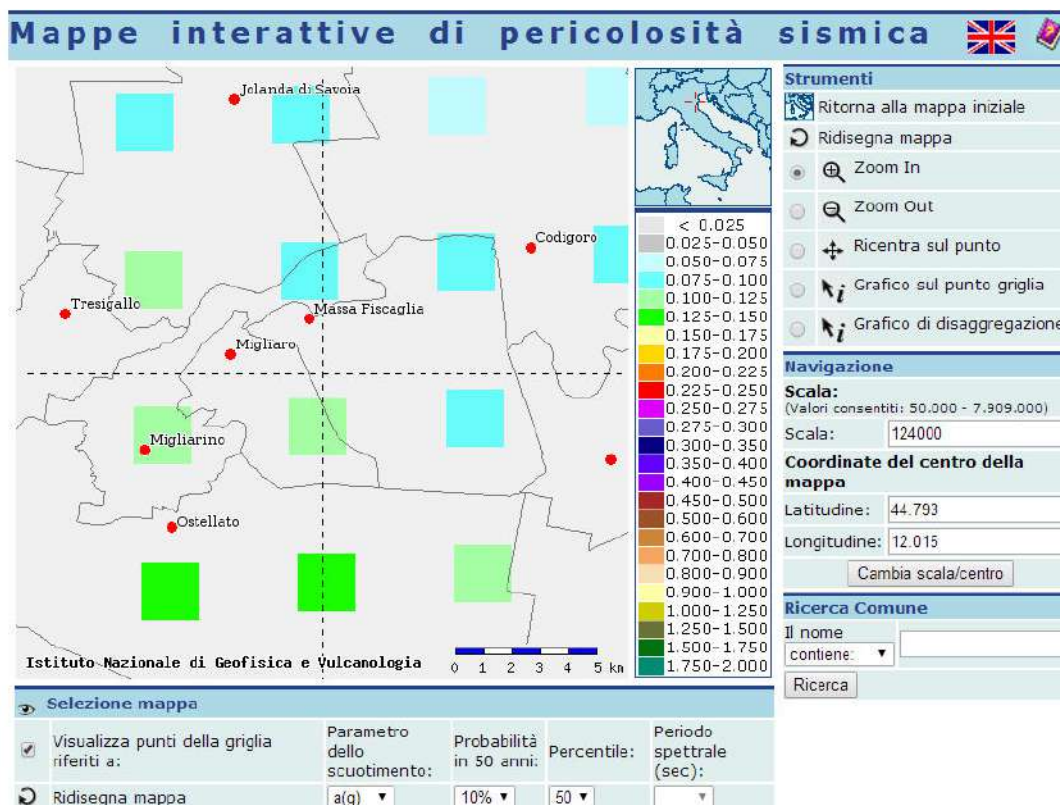 Mappe interattive di pericolosità sismica
Jolanda di Savoia
Codigoro
Tresigallo
Massa Fiscaglia
Migliaro
Migliarino
Ostellato
Istituto Nazionale di Geofisica e Vulcanologia
0 1 2 3 4 5 km
< 0.025
0.025-0.050
0.050-0.075
0.075-0.100
0.100-0.125
0.125-0.150
0.150-0.175
0.175-0.200
0.200-0.225
0.225-0.250
0.250-0.275
0.275-0.300
0.300-0.350
0.350-0.400
0.400-0.450
0.450-0.500
0.500-0.600
0.600-0.700
0.700-0.800
0.800-0.900
0.900-1.000
1.000-1.250
1.250-1.500
1.500-1.750
1.750-2.000
Strumenti
Ritorna alla mappa iniziale
Ridisegna mappa
Zoom In
Zoom Out
Ricentra sul punto
Grafico sul punto griglia
Grafico di disaggregazione
Navigazione
Scala:
(Valori consentiti: 50.000 - 7.909.000)
Scala: 124000
Coordinate del centro della
mappa
Latitudine: 44.793
Longitudine: 12.015
Cambia scala/centro
Ricerca Comune
Il nome
contiene:
Ricerca
Selezione mappa
Visualizza punti della griglia
riferiti a:
Parametro
dello
scuotimento:
Probabilità
in 50 anni:
Percentile:
Periodo
spettrale
(sec):
Ridisegna mappa
a(g) 10% 50